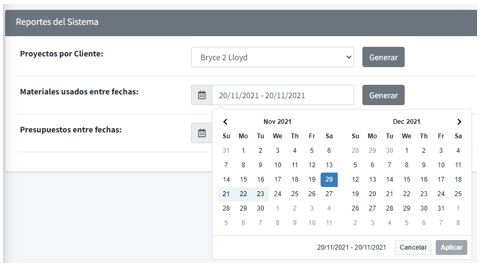 Reportes del Sistema
Proyectos por Cliente: Bryce 2 Lloyd Generar
Materiales usados entre fechas: 20/11/2021 - 20/11/2021 Generar
Presupuestos entre fechas:
Nov 2021 Dec 2021
Su Mo Tu We Th Fr Sa Su Mo Tu We Th Fr Sa
31 1 2 3 4 5 6 28 29 30 1 2 3 4
7 8 9 10 11 12 13 5 6 7 8 9 10 11
14 15 16 17 18 19 20 12 13 14 15 16 17 18
21 22 23 24 25 26 27 19 20 21 22 23 24 25
28 29 30 1 2 3 4 26 27 28 29 30 31 1
5 6 7 8 9 10 11 2 3 4 5 6 7 8
20/11/2021 - 20/11/2021 Cancelar Aplicar